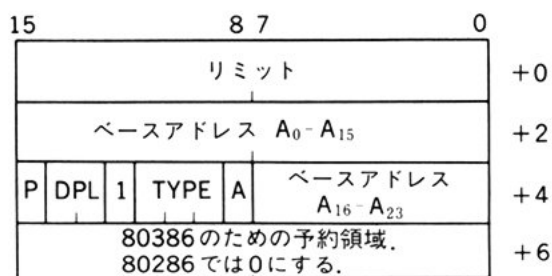 15 8 7 0
リミット +0
ベースアドレス A₀-A₁₅ +2
P DPL 1 TYPE A ベースアドレス +4
A₁₆-A₂₃
80386のための予約領域.
80286では0にする. +6